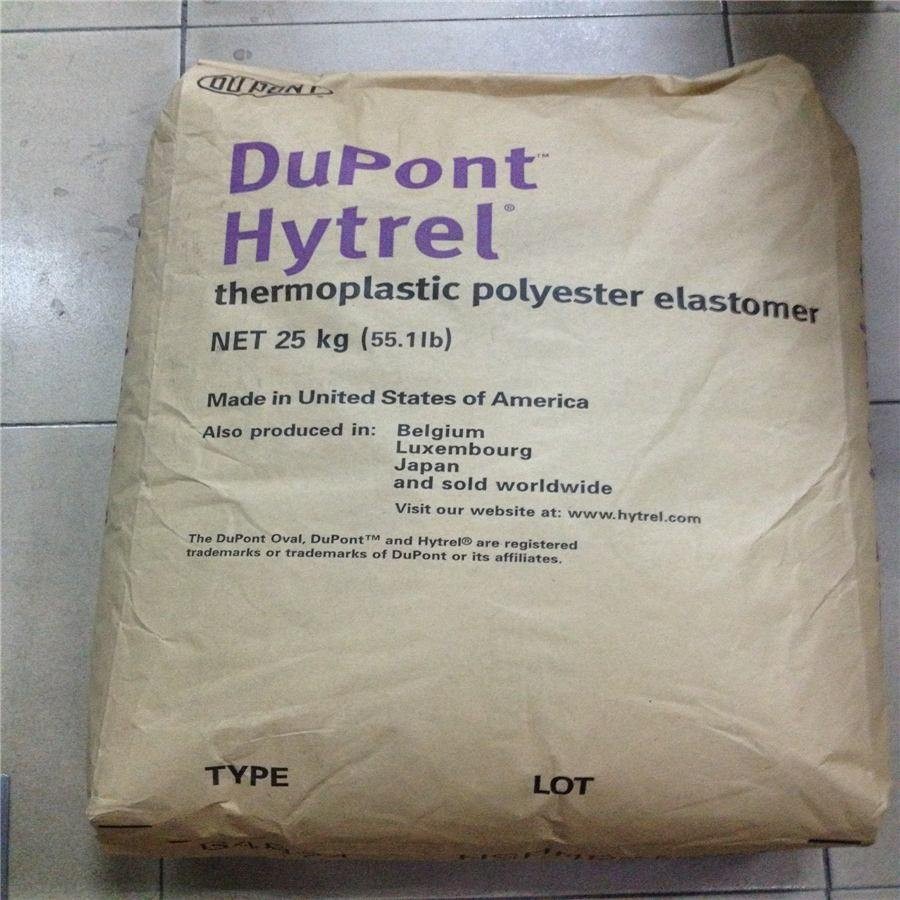 DU PONT
DuPont™
Hytrel®
thermoplastic polyester elastomer
NET 25 kg (55.1lb)
Made in United States of America
Also produced in: Belgium
Luxembourg
Japan
and sold worldwide
Visit our website at: www.hytrel.com
The DuPont Oval, DuPont™ and Hytrel® are registered
trademarks or trademarks of DuPont or its affiliates.
TYPE LOT